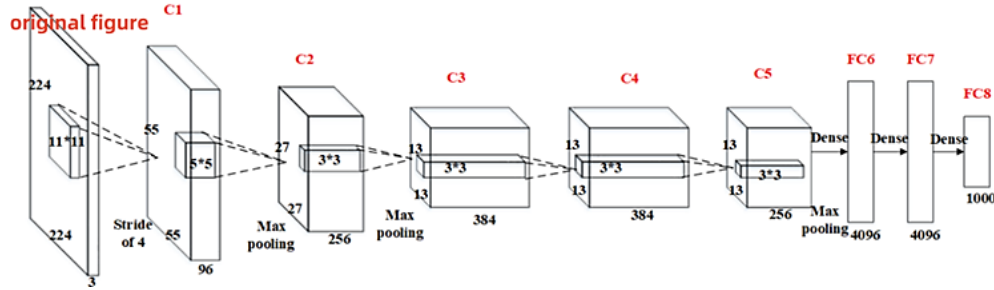 original figure
C1
C2
C3
C4
C5
FC6
FC7
FC8
224
11*11
224
3
Stride
of 4
55
5*5
55
96
Max
pooling
27
3*3
27
256
Max
pooling
13
3*3
13
384
13
3*3
13
384
13
3*3
13
256
Max
pooling
Dense
4096
Dense
4096
Dense
1000